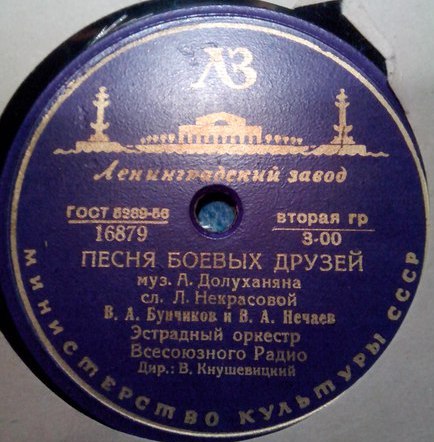 ЛЗ
Ленинградский завод
ГОСТ 5289-56
вторая гр
16879
3-00
ПЕСНЯ БОЕВЫХ ДРУЗЕЙ
муз. А. Долуханяна
сл. Л. Некрасовой
В. А. Бунчиков и В. А. Нечаев
Эстрадный оркестр
Всесоюзного Радио
Дир.: В. Кнушевицкий
МИНИСТЕРСТВО КУЛЬТУРЫ СССР